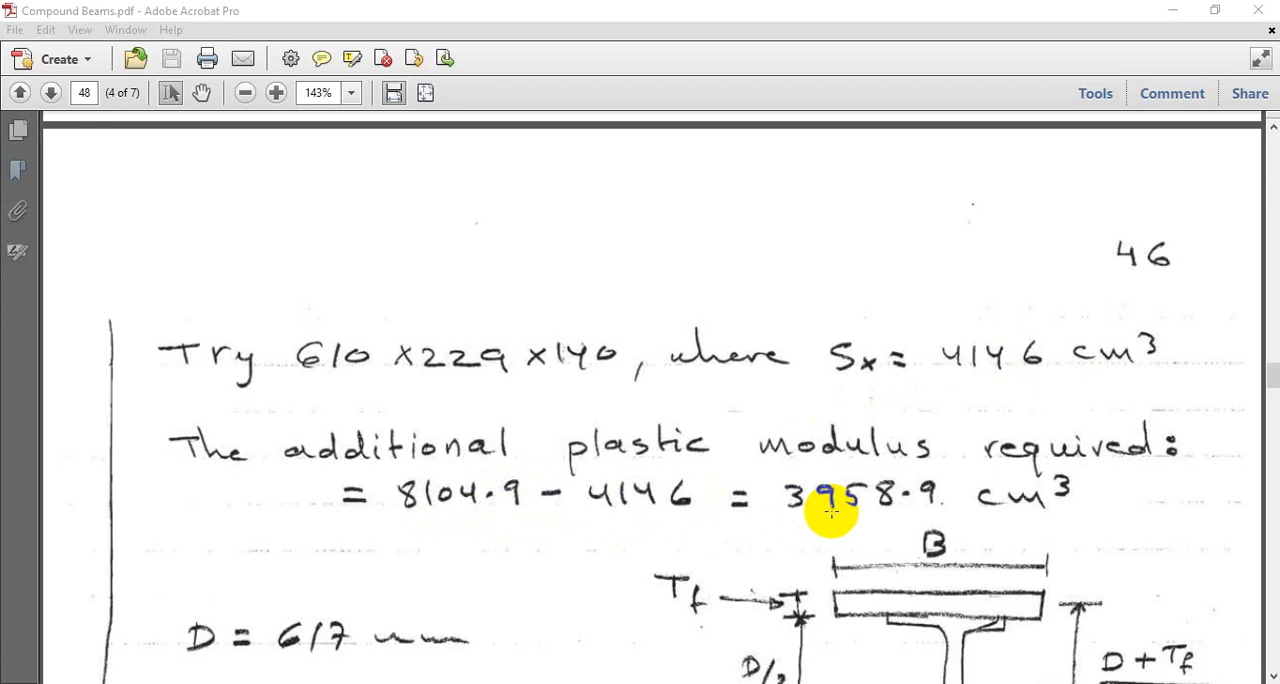 Compound Beams.pdf - Adobe Acrobat Pro
File Edit View Window Help
Create
48 (4 of 7) 143% Tools Comment Share
46
Try 610 x 229 x 140, where Sx = 4146 cm³
The additional plastic modulus required:
= 8104.9 - 4146 = 3958.9 cm³
B
Tf
D = 617 mm
D/2
D + Tf